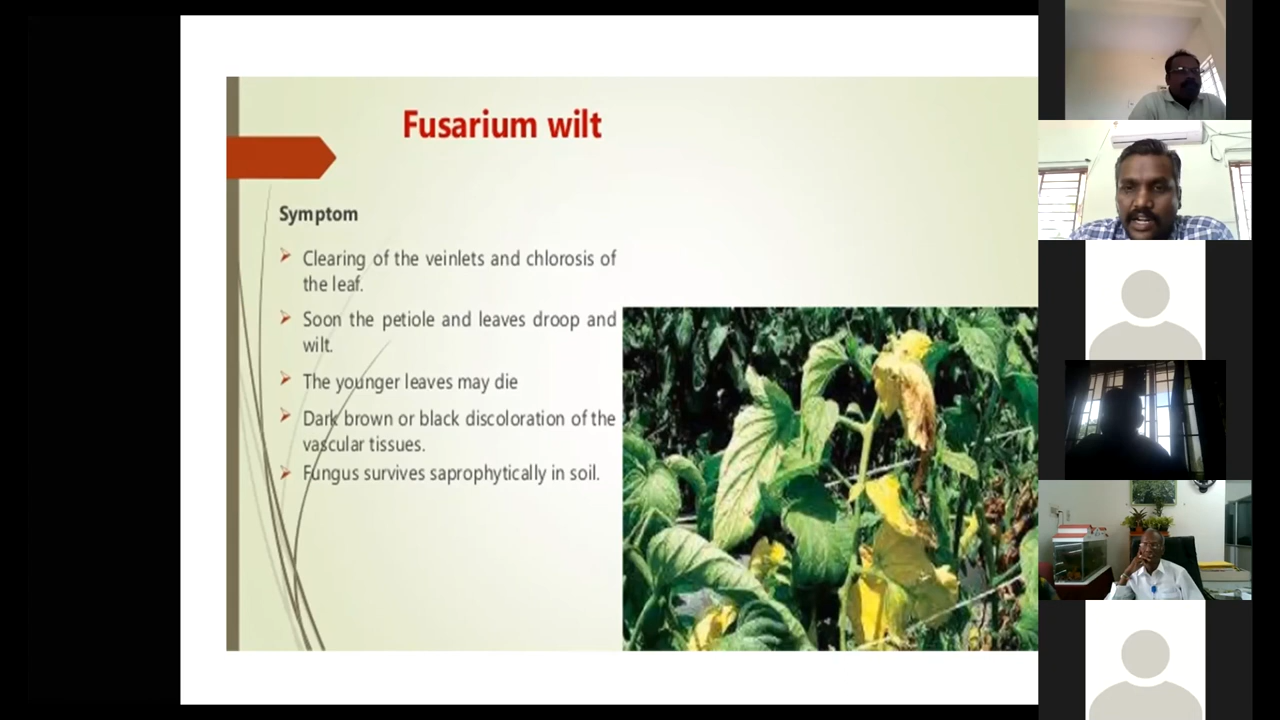 Fusarium wilt
Symptom
Clearing of the veinlets and chlorosis of
the leaf.
Soon the petiole and leaves droop and
wilt.
The younger leaves may die
Dark brown or black discoloration of the
vascular tissues.
Fungus survives saprophytically in soil.